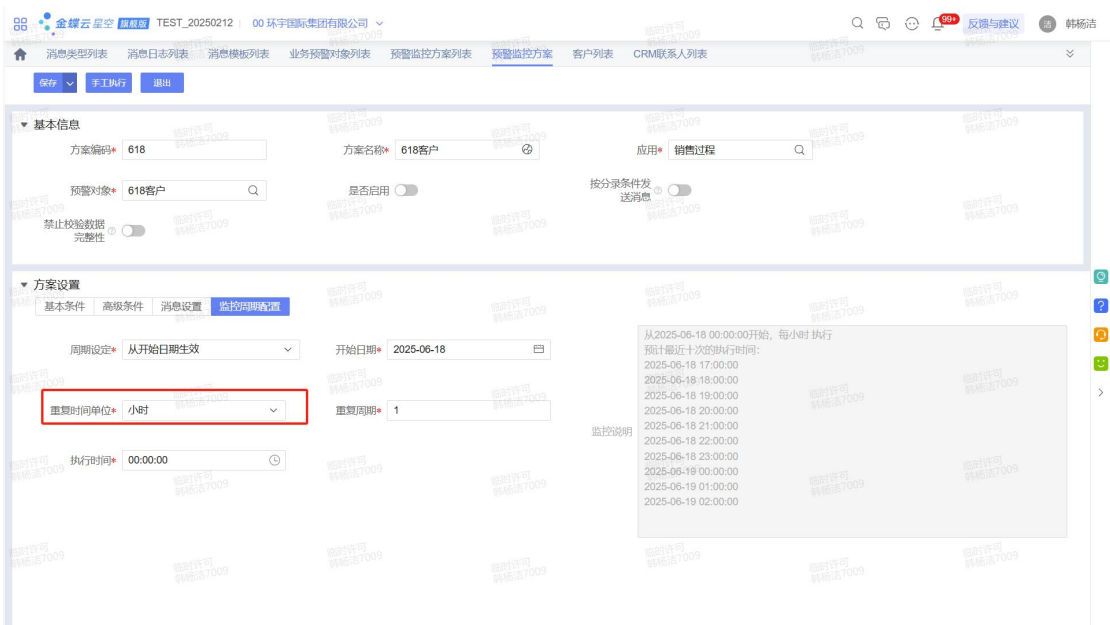 金蝶云星空 旗舰版 TEST_20250212 00 环宇国际集团有限公司 99+ 反馈与建议 洁 韩杨洁
消息类型列表 消息日志列表 消息模板列表 业务预警对象列表 预警监控方案列表 预警监控方案 客户列表 CRM联系人列表
保存 手工执行 退出
基本信息
方案编码* 618 方案名称* 618客户 应用* 销售过程
预警对象* 618客户 是否启用 按分录条件发
送消息
禁止校验数据
完整性
方案设置
基本条件 高级条件 消息设置 监控周期配置
周期设定* 从开始日期生效 开始日期* 2025-06-18
重复时间单位* 小时 重复周期* 1
执行时间* 00:00:00
监控说明
从2025-06-18 00:00:00开始，每小时 执行
预计最近十次的执行时间:
2025-06-18 17:00:00
2025-06-18 18:00:00
2025-06-18 19:00:00
2025-06-18 20:00:00
2025-06-18 21:00:00
2025-06-18 22:00:00
2025-06-18 23:00:00
2025-06-19 00:00:00
2025-06-19 01:00:00
2025-06-19 02:00:00
临时许可
韩杨洁7009